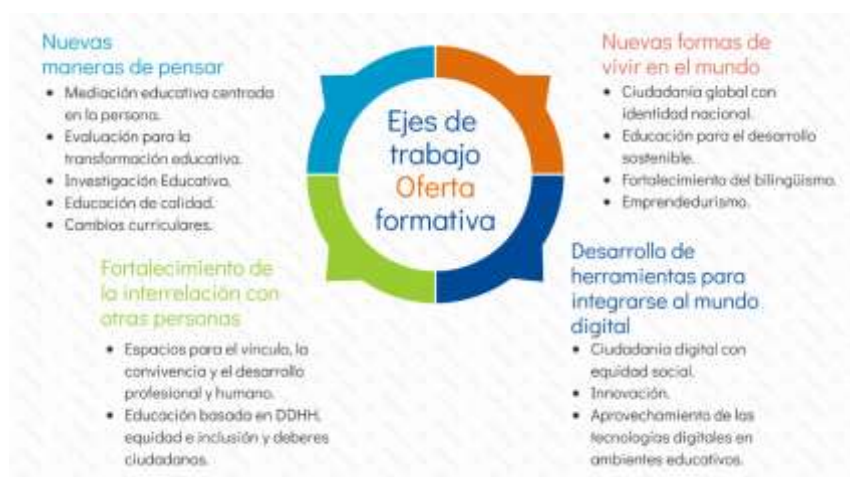 Nuevas
maneras de pensar
• Mediación educativa centrada
en la persona.
• Evaluación para la
transformación educativa.
• Investigación Educativa.
• Educación de calidad.
• Cambios curriculares.
Ejes de
trabajo
Oferta
formativa
Nuevas formas de
vivir en el mundo
• Ciudadanía global con
identidad nacional.
• Educación para el desarrollo
sostenible.
• Fortalecimiento del bilingüismo.
• Emprendedurismo.
Fortalecimiento de
la interrelación con
otras personas
• Espacios para el vínculo, la
convivencia y el desarrollo
profesional y humano.
• Educación basada en DDHH,
equidad e inclusión y deberes
ciudadanos.
Desarrollo de
herramientas para
integrarse al mundo
digital
• Ciudadanía digital con
equidad social.
• Innovación.
• Aprovechamiento de las
tecnologías digitales en
ambientes educativos.